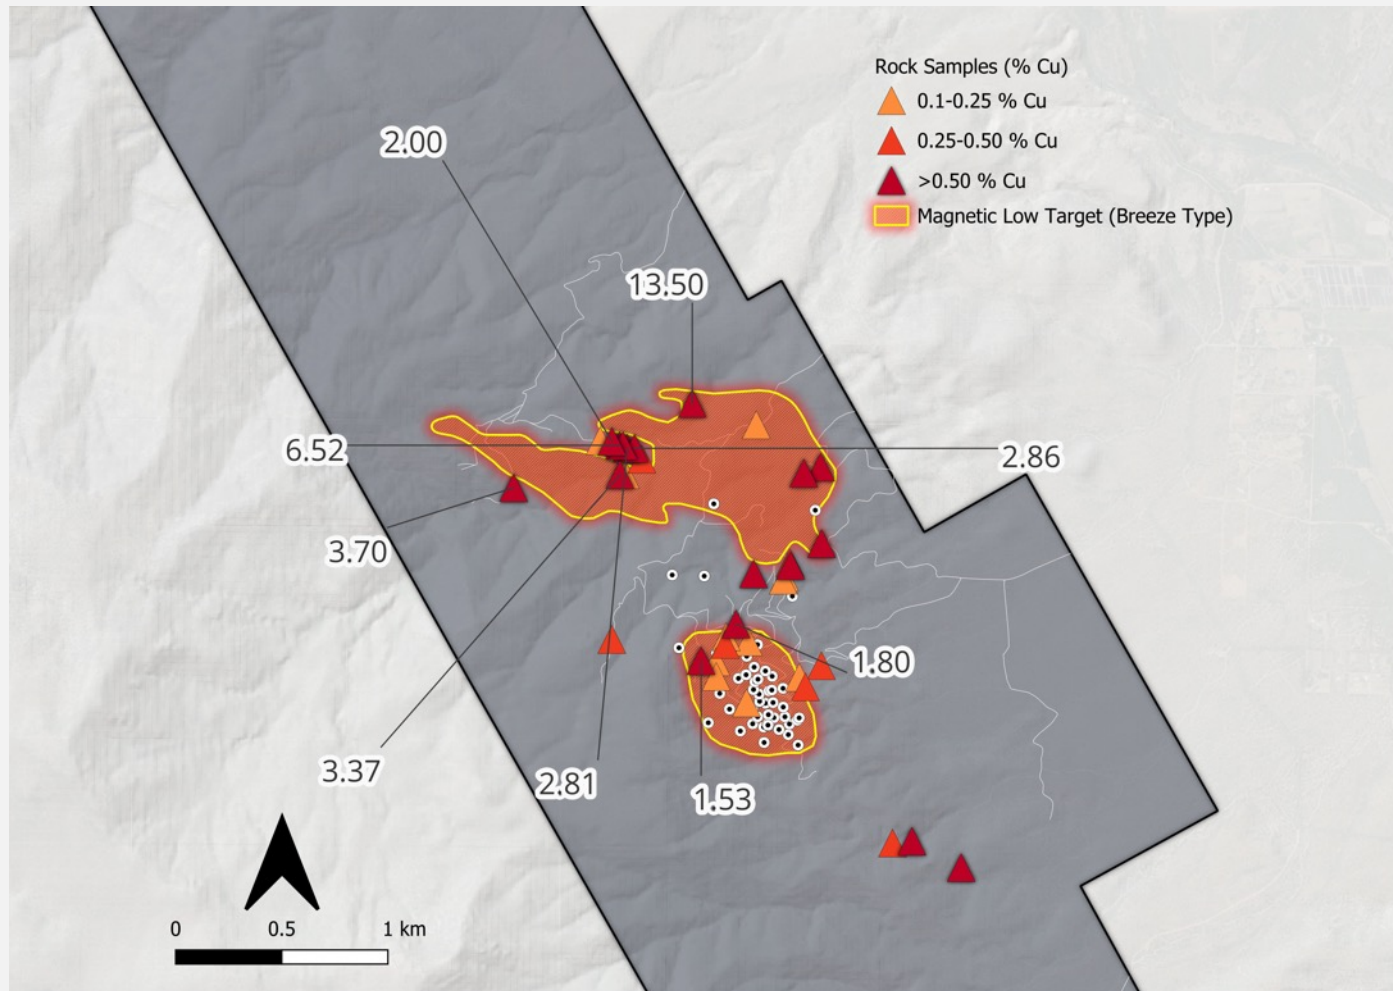 Rock Samples (% Cu)
0.1-0.25 % Cu
0.25-0.50 % Cu
>0.50 % Cu
Magnetic Low Target (Breeze Type)
2.00
13.50
6.52
2.86
3.70
1.80
3.37
2.81
1.53
0 0.5 1 km